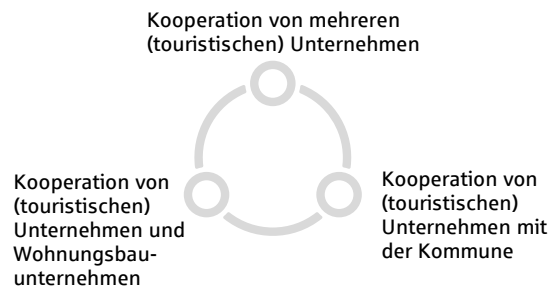 Kooperation von mehreren
(touristischen) Unternehmen
Kooperation von
(touristischen)
Unternehmen und
Wohnungsbau-
unternehmen
Kooperation von
(touristischen)
Unternehmen mit
der Kommune